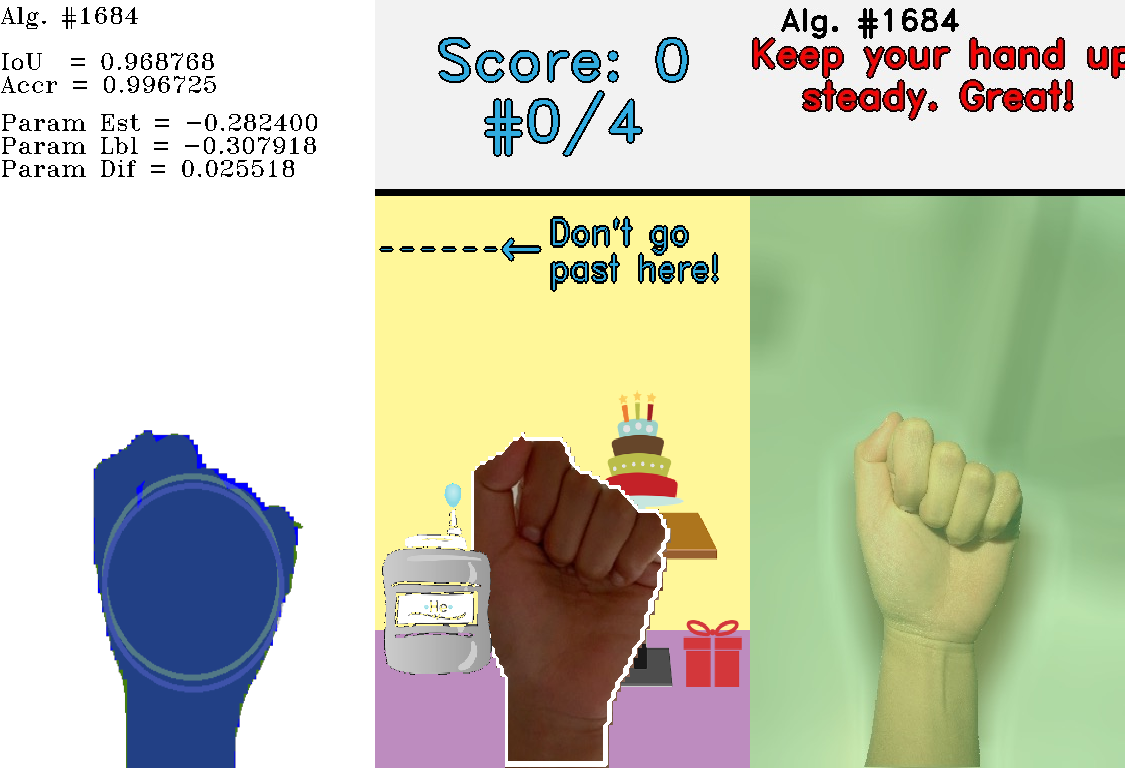 Alg. #1684
IoU = 0.968768
Accr = 0.996725
Param Est = −0.282400
Param Lbl = −0.307918
Param Dif = 0.025518
Score: 0
#0/4
Don't go
past here!
Alg. #1684
Keep your hand up
steady. Great!